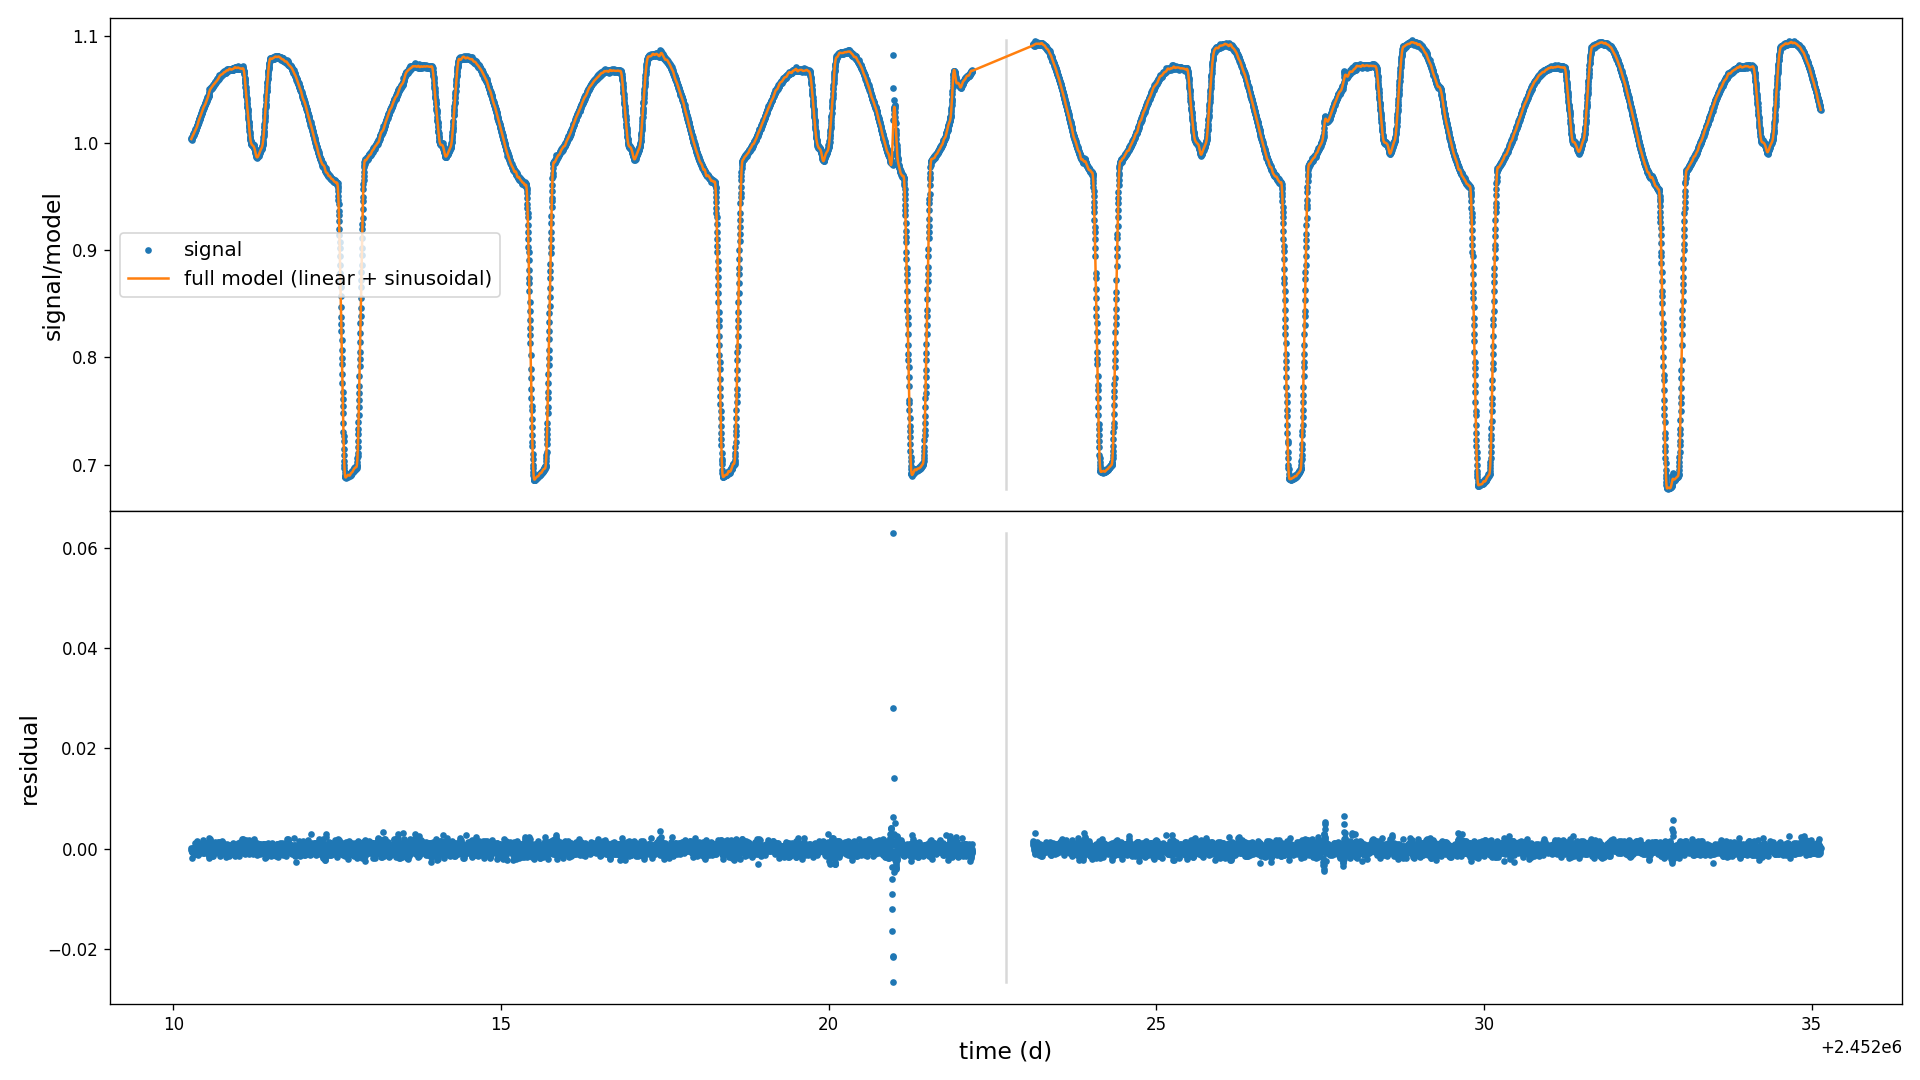 1.1
1.0
0.9
0.8
0.7
signal/model
signal
full model (linear + sinusoidal)
0.06
0.04
0.02
0.00
−0.02
residual
10
15
20
25
30
35
time (d)
+2.452e6